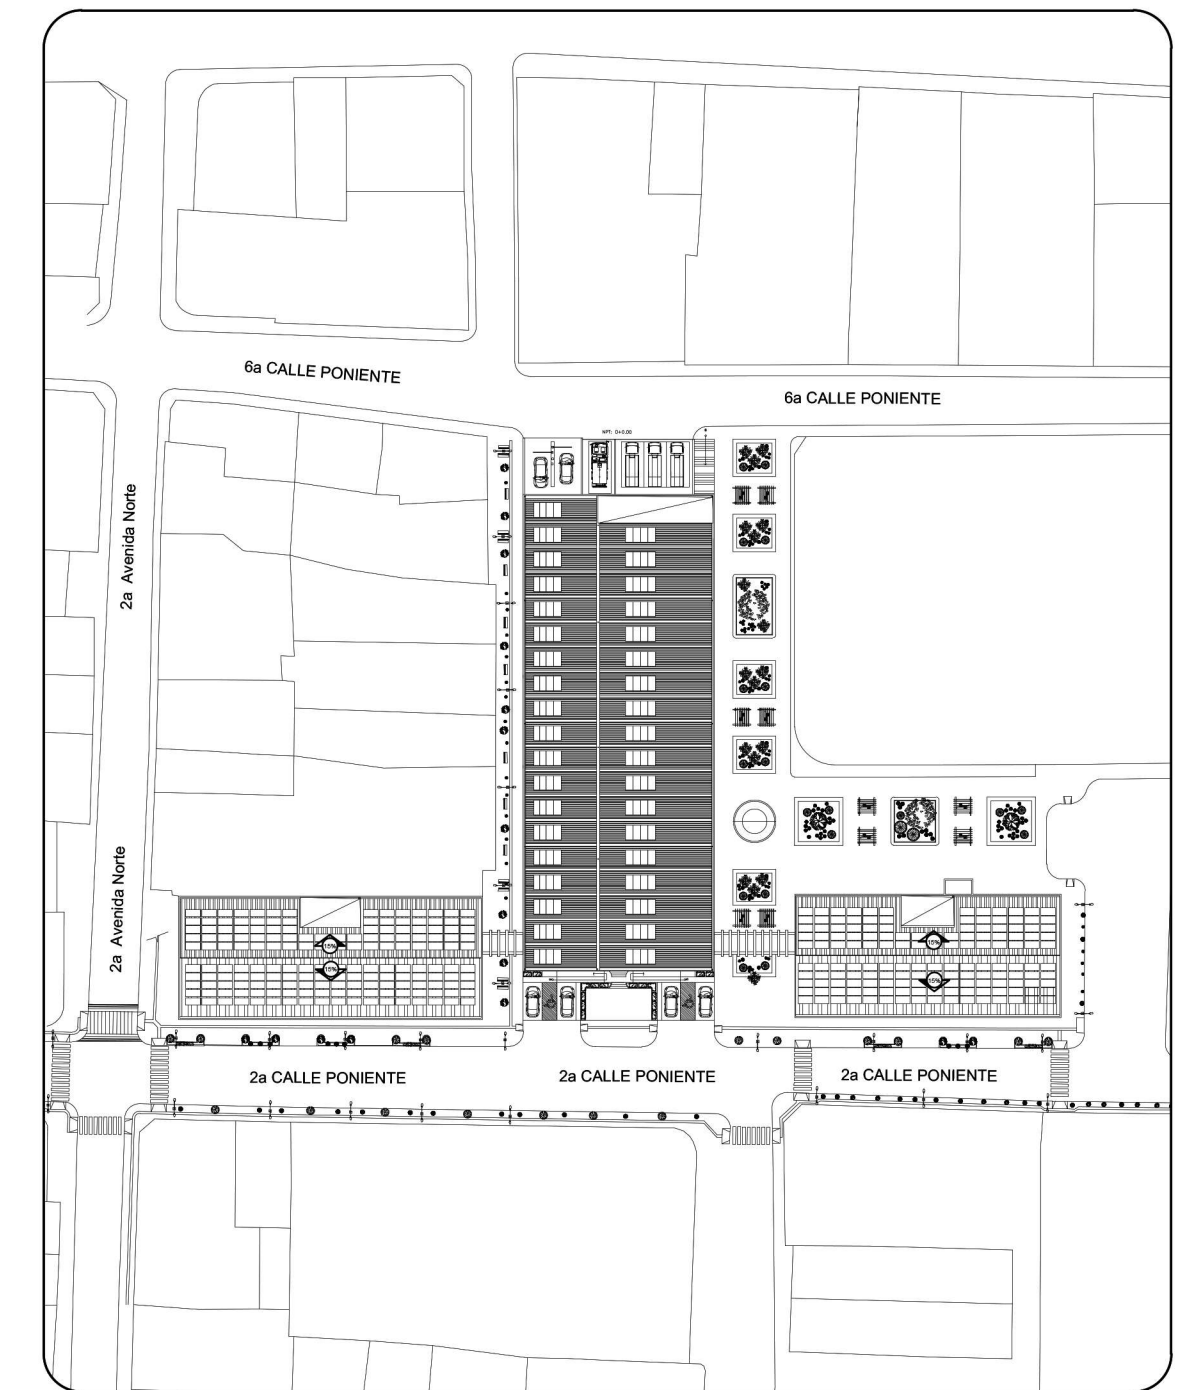 6a CALLE PONIENTE
6a CALLE PONIENTE
NPT: 0+0.00
2a Avenida Norte
2a Avenida Norte
15%
15%
15%
15%
2a CALLE PONIENTE
2a CALLE PONIENTE
2a CALLE PONIENTE